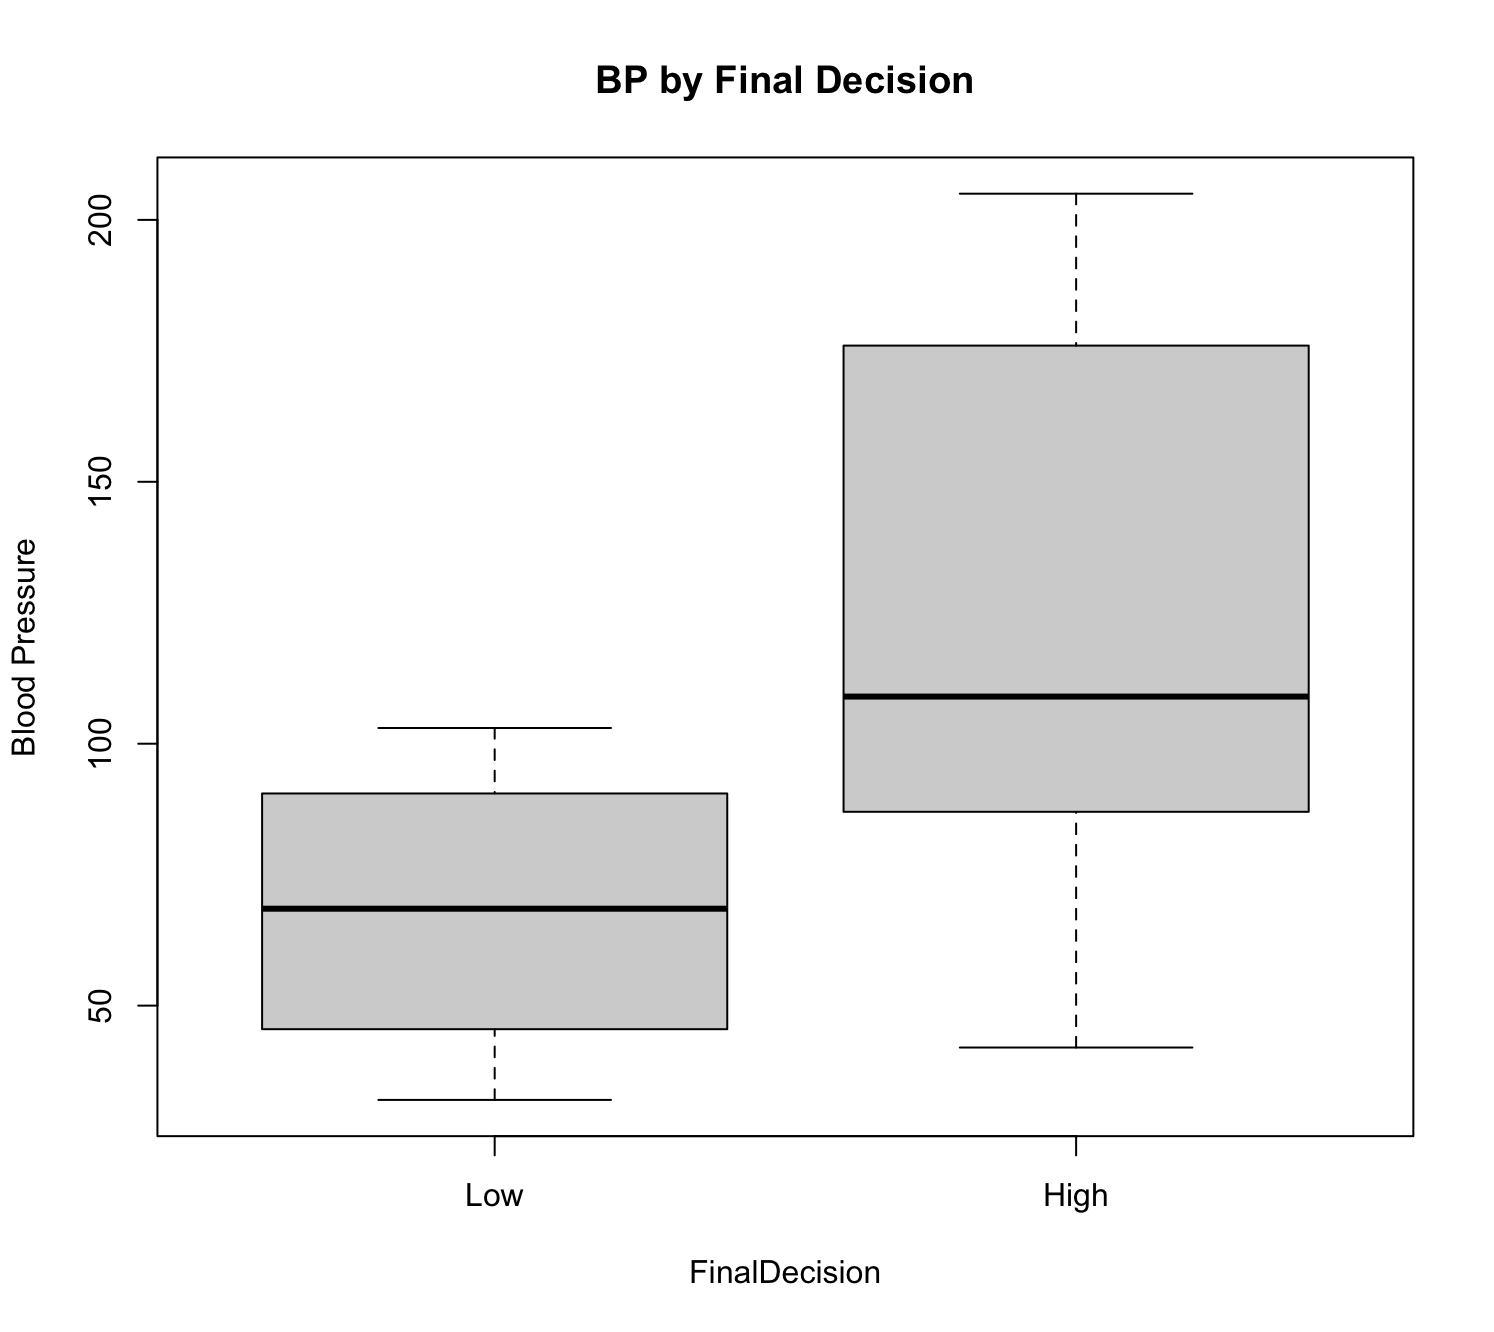 BP by Final Decision
Blood Pressure
200
150
100
50
Low High
FinalDecision